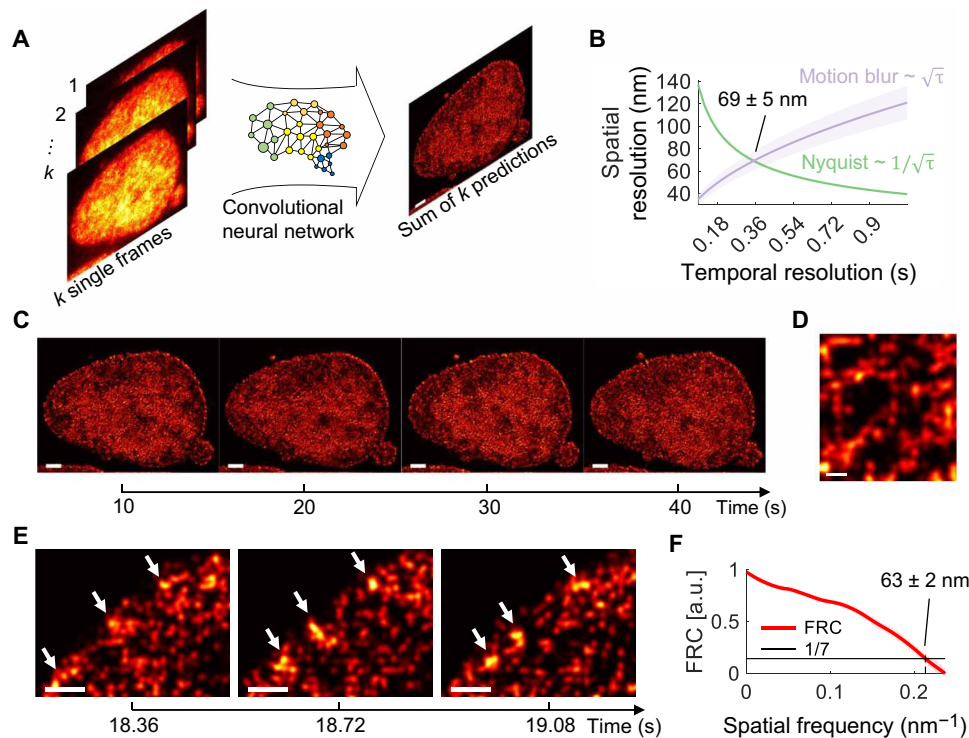 A
1
2
⋮
k
k single frames
Convolutional
neural network
Sum of k predictions
B
Spatial
resolution (nm)
140
120
100
80
60
40
Motion blur ~ √τ
69 ± 5 nm
Nyquist ~ 1/√τ
0.18
0.36
0.54
0.72
0.9
Temporal resolution (s)
C
10
20
30
40
Time (s)
D
E
18.36
18.72
19.08
Time (s)
F
FRC [a.u.]
1
0.5
0
63 ± 2 nm
FRC
1/7
0
0.1
0.2
Spatial frequency (nm⁻¹)